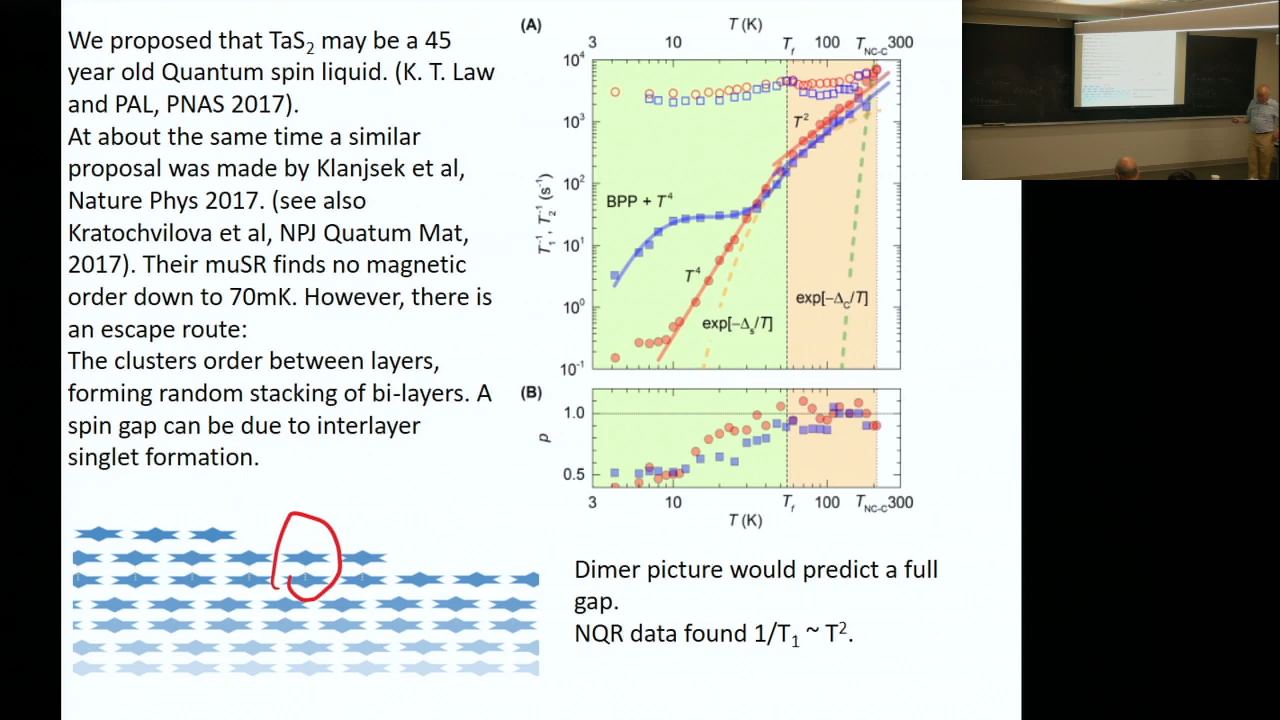 We proposed that TaS₂ may be a 45
year old Quantum spin liquid. (K. T. Law
and PAL, PNAS 2017).
At about the same time a similar
proposal was made by Klanjsek et al,
Nature Phys 2017. (see also
Kratochvilova et al, NPJ Quatum Mat,
2017). Their muSR finds no magnetic
order down to 70mK. However, there is
an escape route:
The clusters order between layers,
forming random stacking of bi-layers. A
spin gap can be due to interlayer
singlet formation.
(A)
T (K)
3 10 T_f 100 T_NC-C 300
10⁴
10³
10²
10¹
10⁰
10⁻¹
T₁⁻¹, T₂⁻¹ (s⁻¹)
T²
BPP + T⁴
T⁴
exp[−Δ_s/T]
exp[−Δ_C/T]
(B)
1.0
0.5
p
3 10 T_f 100 T_NC-C 300
T (K)
Dimer picture would predict a full
gap.
NQR data found 1/T₁ ~ T².